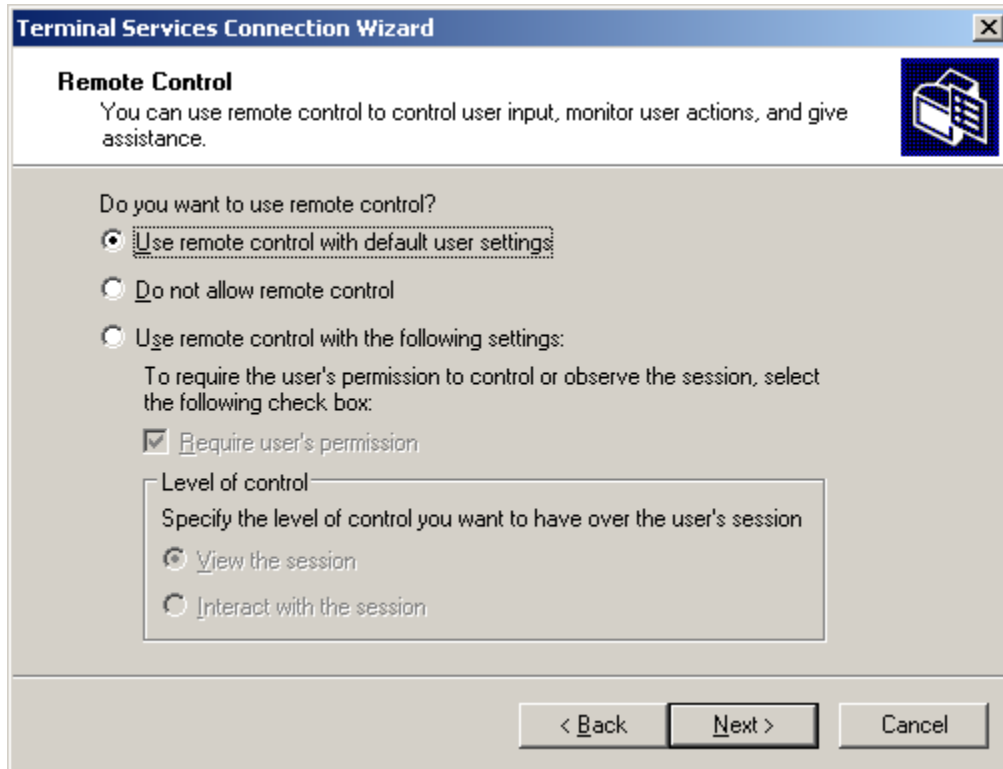 Terminal Services Connection Wizard
Remote Control
You can use remote control to control user input, monitor user actions, and give
assistance.
Do you want to use remote control?
Use remote control with default user settings
Do not allow remote control
Use remote control with the following settings:
To require the user's permission to control or observe the session, select
the following check box:
Require user's permission
Level of control
Specify the level of control you want to have over the user's session
View the session
Interact with the session
< Back Next > Cancel